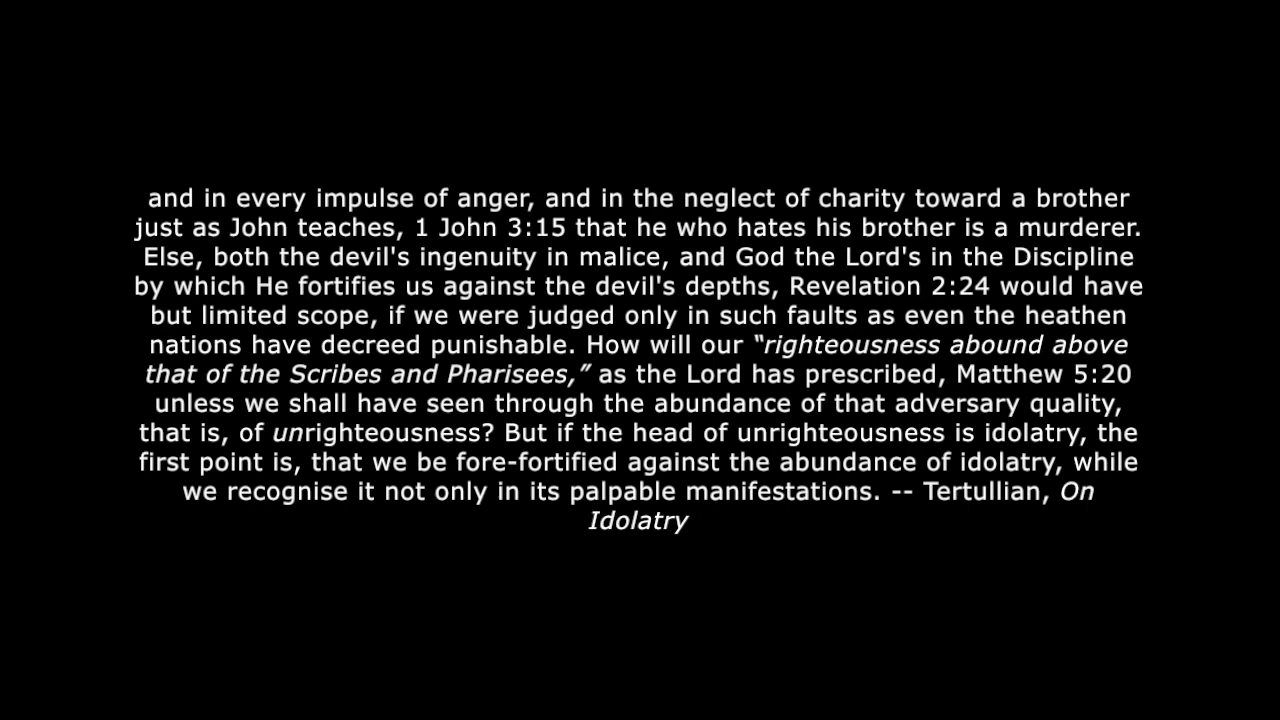 and in every impulse of anger, and in the neglect of charity toward a brother
just as John teaches, 1 John 3:15 that he who hates his brother is a murderer.
Else, both the devil's ingenuity in malice, and God the Lord's in the Discipline
by which He fortifies us against the devil's depths, Revelation 2:24 would have
but limited scope, if we were judged only in such faults as even the heathen
nations have decreed punishable. How will our “righteousness abound above
that of the Scribes and Pharisees,” as the Lord has prescribed, Matthew 5:20
unless we shall have seen through the abundance of that adversary quality,
that is, of unrighteousness? But if the head of unrighteousness is idolatry, the
first point is, that we be fore-fortified against the abundance of idolatry, while
we recognise it not only in its palpable manifestations. -- Tertullian, On
Idolatry